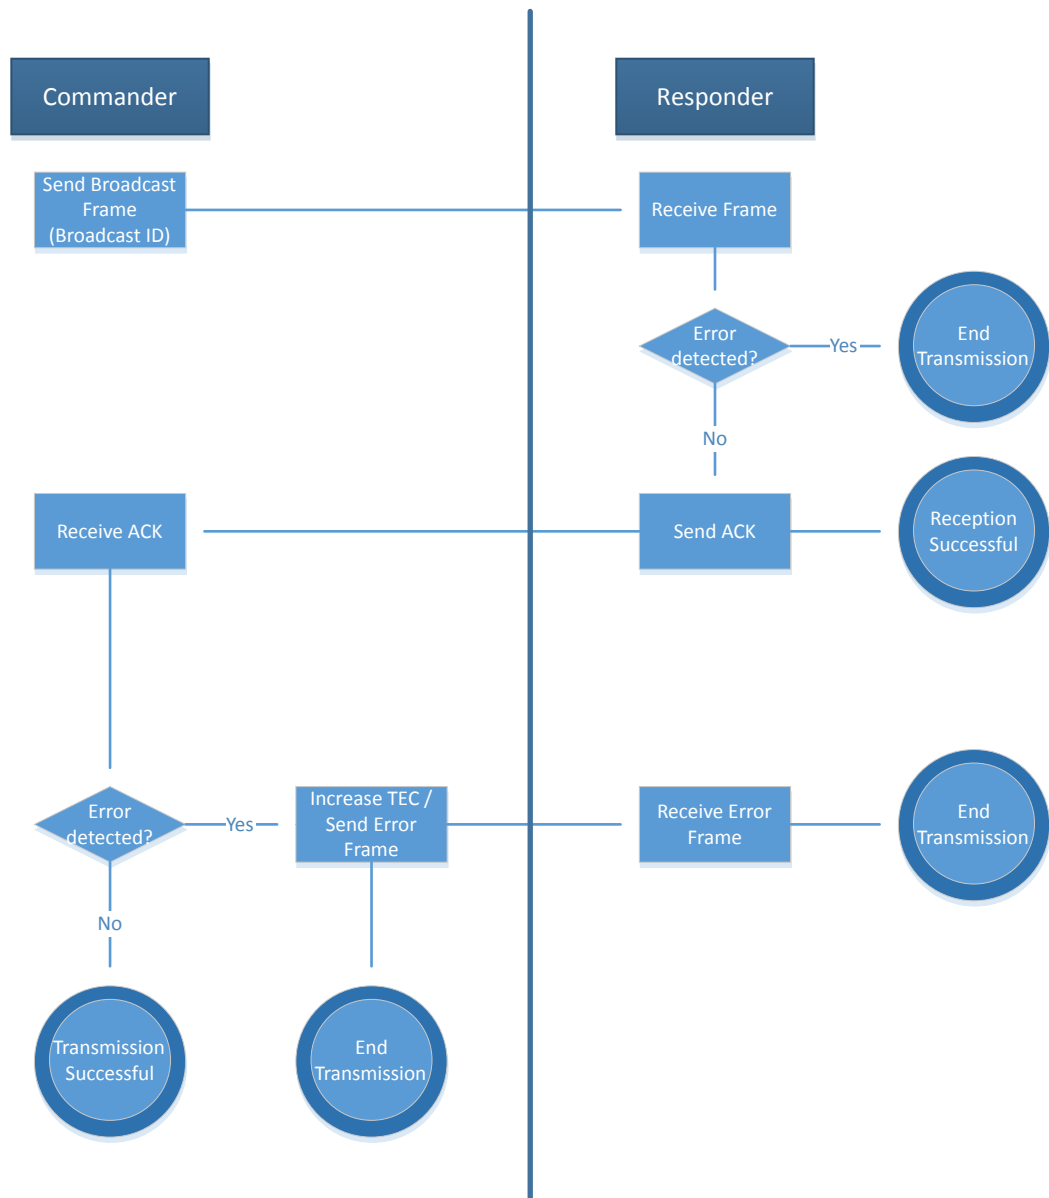 Commander
Responder
Send Broadcast
Frame
(Broadcast ID)
Receive Frame
Error
detected?
Yes
End
Transmission
No
Receive ACK
Send ACK
Reception
Successful
Error
detected?
Yes
Increase TEC /
Send Error
Frame
Receive Error
Frame
End
Transmission
No
Transmission
Successful
End
Transmission